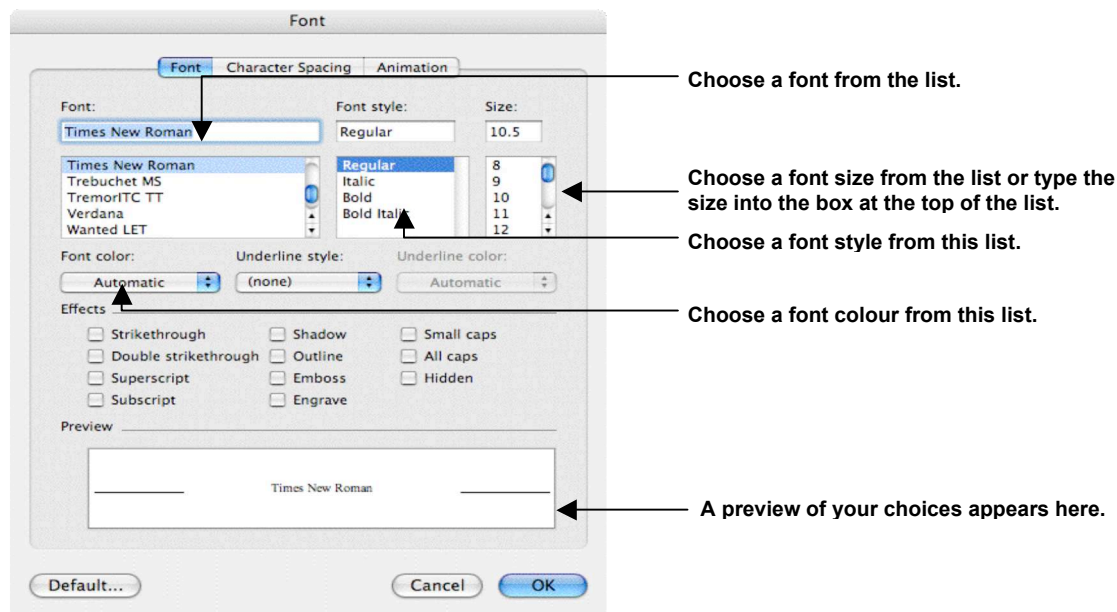 Font
Font Character Spacing Animation
Choose a font from the list.
Font: Font style: Size:
Times New Roman Regular 10.5
Times New Roman Regular 8
Trebuchet MS Italic 9
TremorITC TT Bold 10
Verdana Bold Italic 11
Wanted LET 12
Choose a font size from the list or type the
size into the box at the top of the list.
Choose a font style from this list.
Font color: Underline style: Underline color:
Automatic (none) Automatic
Choose a font colour from this list.
Effects
Strikethrough Shadow Small caps
Double strikethrough Outline All caps
Superscript Emboss Hidden
Subscript Engrave
Preview
Times New Roman
A preview of your choices appears here.
Default... Cancel OK